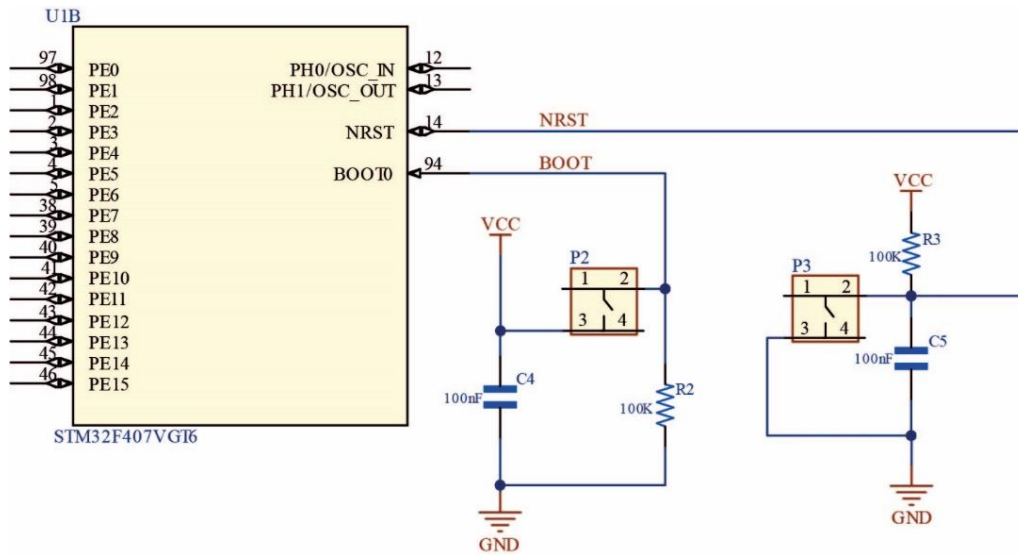 U1B
97 PE0 PH0/OSC_IN 12
98 PE1 PH1/OSC_OUT 13
1 PE2
2 PE3 NRST 14 NRST
3 PE4
4 PE5 BOOT0 94 BOOT
5 PE6
38 PE7
39 PE8
40 PE9
41 PE10
42 PE11
43 PE12
44 PE13
45 PE14
46 PE15
STM32F407VGT6
VCC
P2
1 2
3 4
C4
100nF
R2
100K
GND
VCC
R3
100K
P3
1 2
3 4
C5
100nF
GND